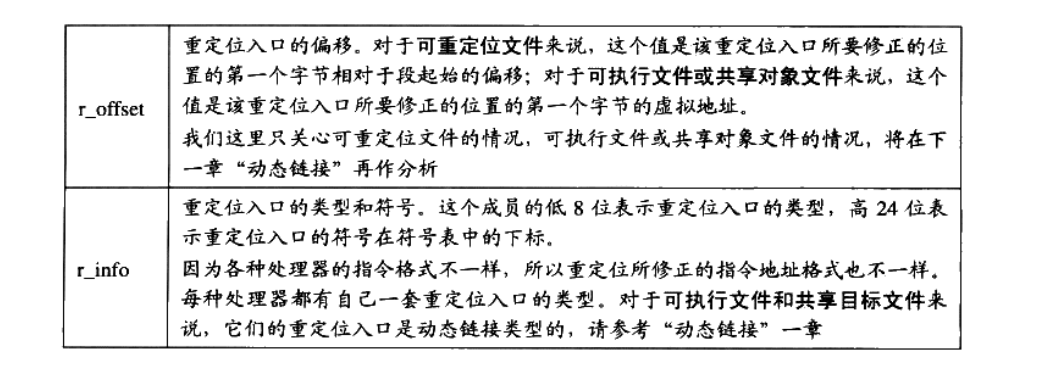 r_offset
重定位入口的偏移。对于可重定位文件来说，这个值是该重定位入口所要修正的位
置的第一个字节相对于段起始的偏移；对于可执行文件或共享对象文件来说，这个
值是该重定位入口所要修正的位置的第一个字节的虚拟地址。
我们这里只关心可重定位文件的情况，可执行文件或共享对象文件的情况，将在下
一章“动态链接”再作分析
r_info
重定位入口的类型和符号。这个成员的低 8 位表示重定位入口的类型，高 24 位表
示重定位入口的符号在符号表中的下标。
因为各种处理器的指令格式不一样，所以重定位所修正的指令地址格式也不一样。
每种处理器都有自己一套重定位入口的类型。对于可执行文件和共享目标文件来
说，它们的重定位入口是动态链接类型的，请参考“动态链接”一章